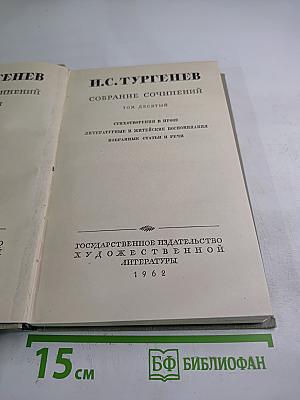 ГЕНЕВ
ЧИНЕНИЙ
И.С.ТУРГЕНЕВ
СОБРАНИЕ СОЧИНЕНИЙ
ТОМ ДЕСЯТЫЙ
СТИХОТВОРЕНИЯ В ПРОЗЕ
ЛИТЕРАТУРНЫЕ И ЖИТЕЙСКИЕ ВОСПОМИНАНИЯ
ИЗБРАННЫЕ СТАТЬИ И РЕЧИ
ГОСУДАРСТВЕННОЕ ИЗДАТЕЛЬСТВО
ХУДОЖЕСТВЕННОЙ
ЛИТЕРАТУРЫ
1962
15 см
БФ БИБЛИОФАН